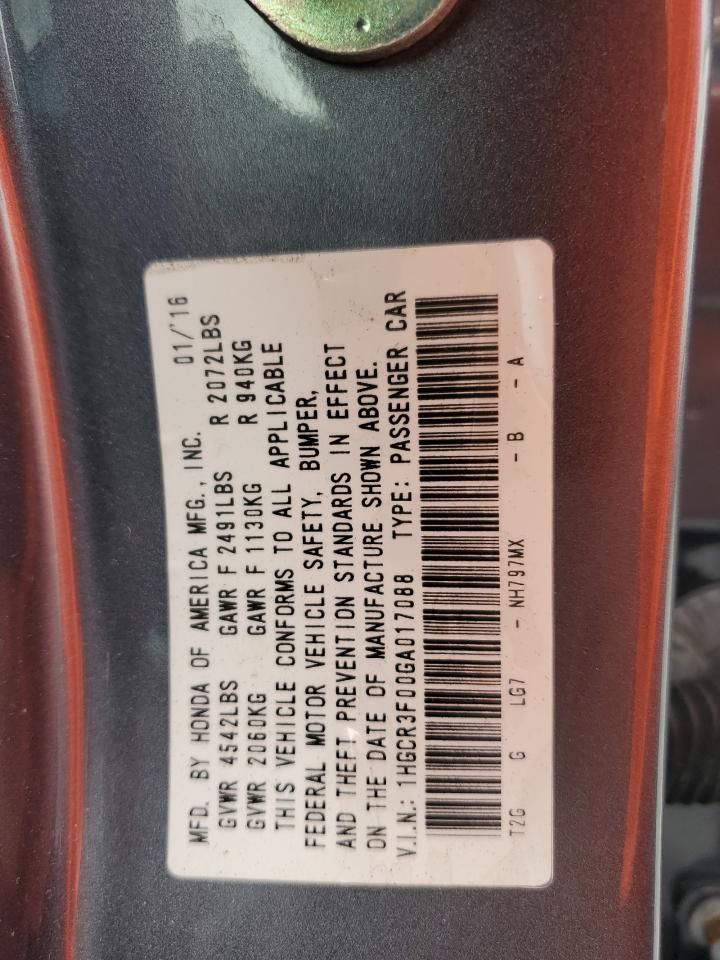 MFD. BY HONDA OF AMERICA MFG., INC. 01/'16
GVWR 4542LBS GAWR F 2491LBS R 2072LBS
GVWR 2060KG GAWR F 1130KG R 940KG
THIS VEHICLE CONFORMS TO ALL APPLICABLE
FEDERAL MOTOR VEHICLE SAFETY, BUMPER,
AND THEFT PREVENTION STANDARDS IN EFFECT
ON THE DATE OF MANUFACTURE SHOWN ABOVE.
V.I.N.: 1HGCR3F00GA017088 TYPE: PASSENGER CAR
T2G G LG7 - NH797MX - B - A